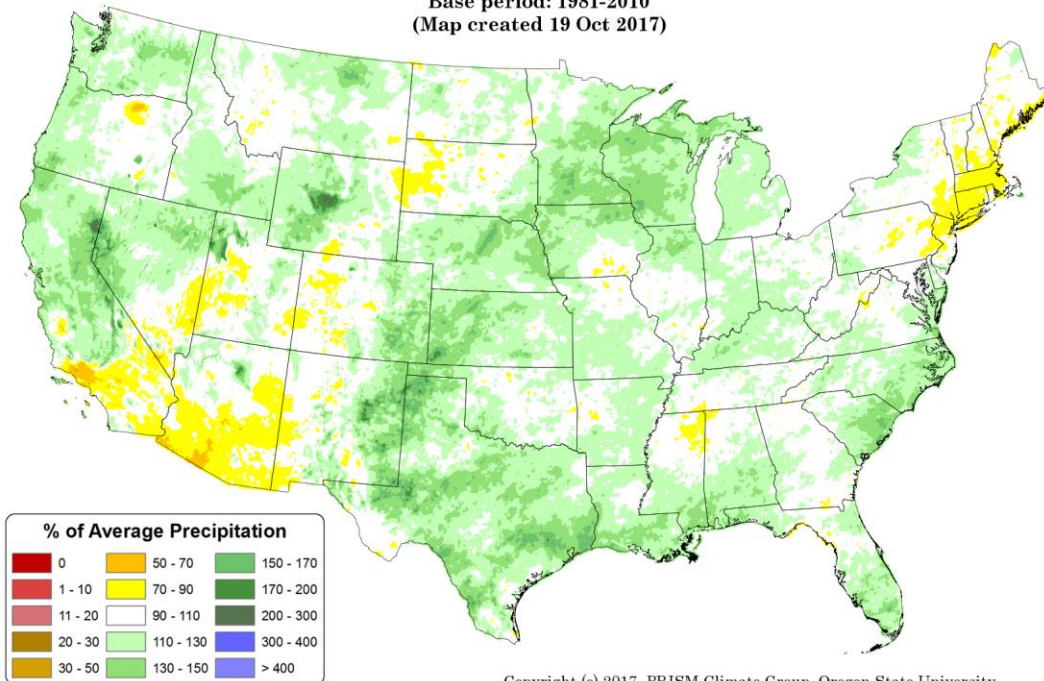 Base period: 1981-2010
(Map created 19 Oct 2017)
% of Average Precipitation
0
1 - 10
11 - 20
20 - 30
30 - 50
50 - 70
70 - 90
90 - 110
110 - 130
130 - 150
150 - 170
170 - 200
200 - 300
300 - 400
> 400
Copyright (c) 2017, PRISM Climate Group, Oregon State University